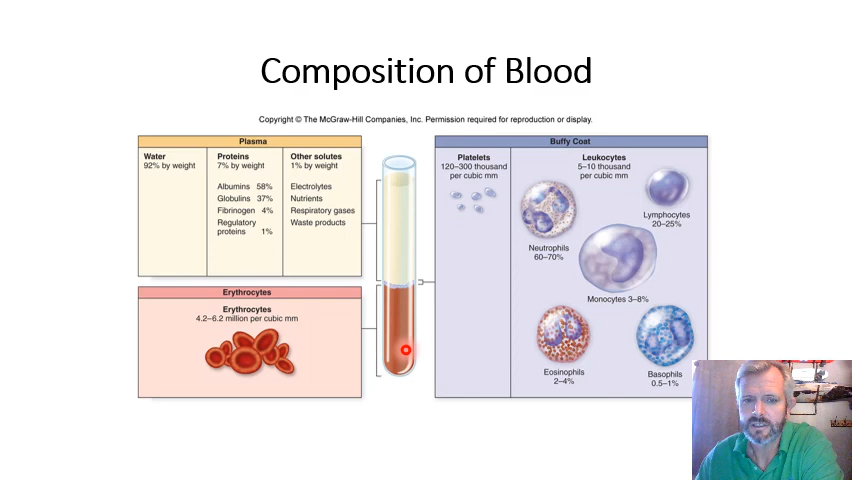 Composition of Blood
Copyright © The McGraw-Hill Companies, Inc. Permission required for reproduction or display.
Plasma
Water
92% by weight
Proteins
7% by weight
Albumins 58%
Globulins 37%
Fibrinogen 4%
Regulatory
proteins 1%
Other solutes
1% by weight
Electrolytes
Nutrients
Respiratory gases
Waste products
Erythrocytes
Erythrocytes
4.2–6.2 million per cubic mm
Buffy Coat
Platelets
120–300 thousand
per cubic mm
Leukocytes
5–10 thousand
per cubic mm
Neutrophils
60–70%
Lymphocytes
20–25%
Monocytes 3–8%
Eosinophils
2–4%
Basophils
0.5–1%